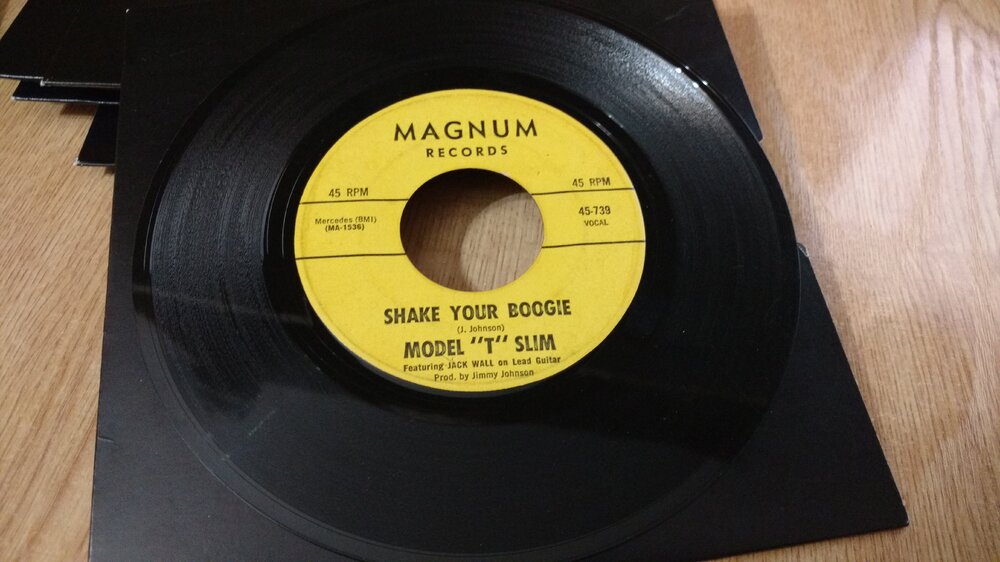 MAGNUM
RECORDS
45 RPM 45 RPM
Mercedes (BMI)
(MA-1536)
45-739
VOCAL
SHAKE YOUR BOOGIE
(J. Johnson)
MODEL "T" SLIM
Featuring JACK WALL on Lead Guitar
Prod. by Jimmy Johnson